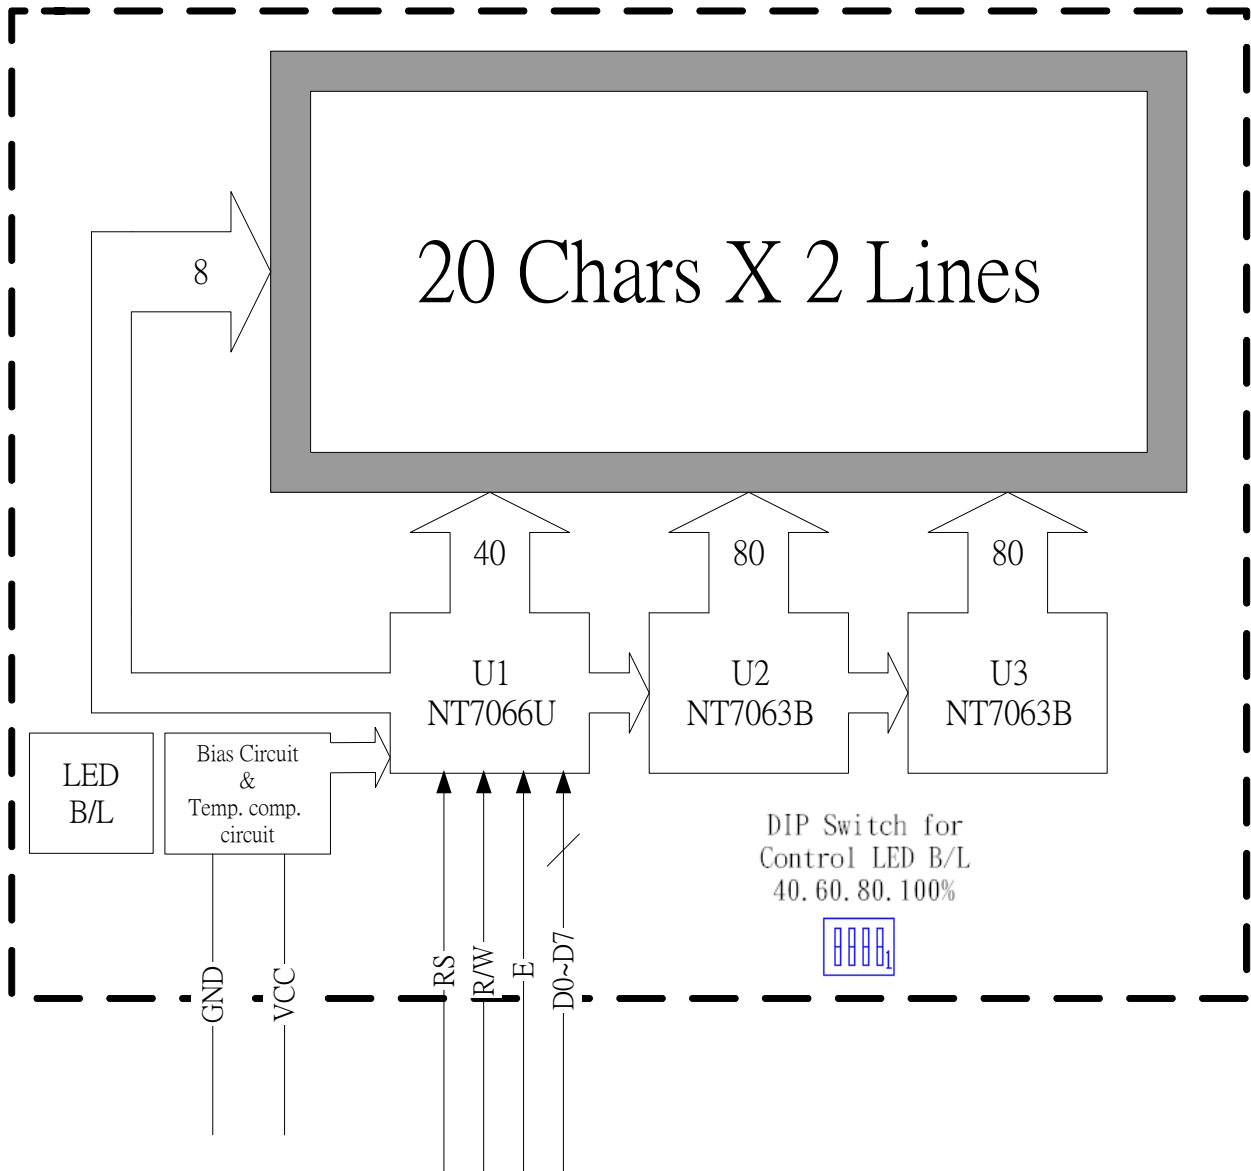 20 Chars X 2 Lines
8
40
80
80
U1
NT7066U
U2
NT7063B
U3
NT7063B
LED
B/L
Bias Circuit
&
Temp. comp.
circuit
DIP Switch for
Control LED B/L
40.60.80.100%
1
GND
VCC
RS
R/W
E
D0~D7